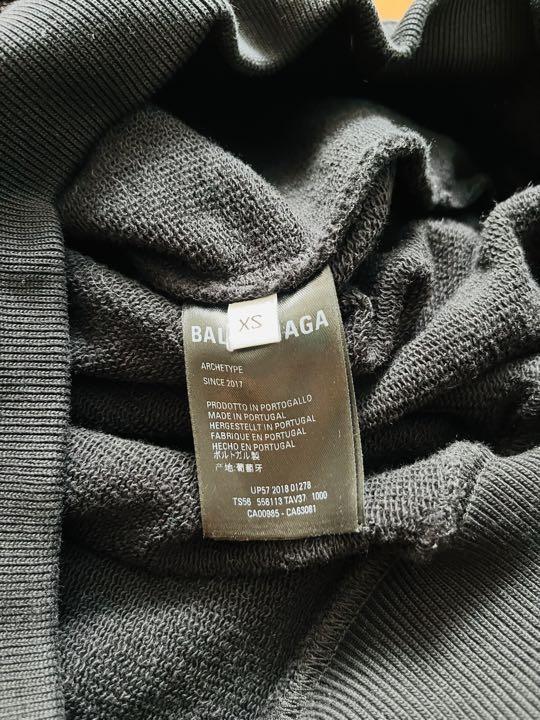 XS
BAL AGA
ARCHETYPE
SINCE 2017
PRODOTTO IN PORTOGALLO
MADE IN PORTUGAL
HERGESTELLT IN PORTUGAL
FABRIQUE EN PORTUGAL
HECHO EN PORTUGAL
ポルトガル製
产地:葡萄牙
UP57 2018 01278
TS56 556113 TAV37 1000
CA00985 - CA63081